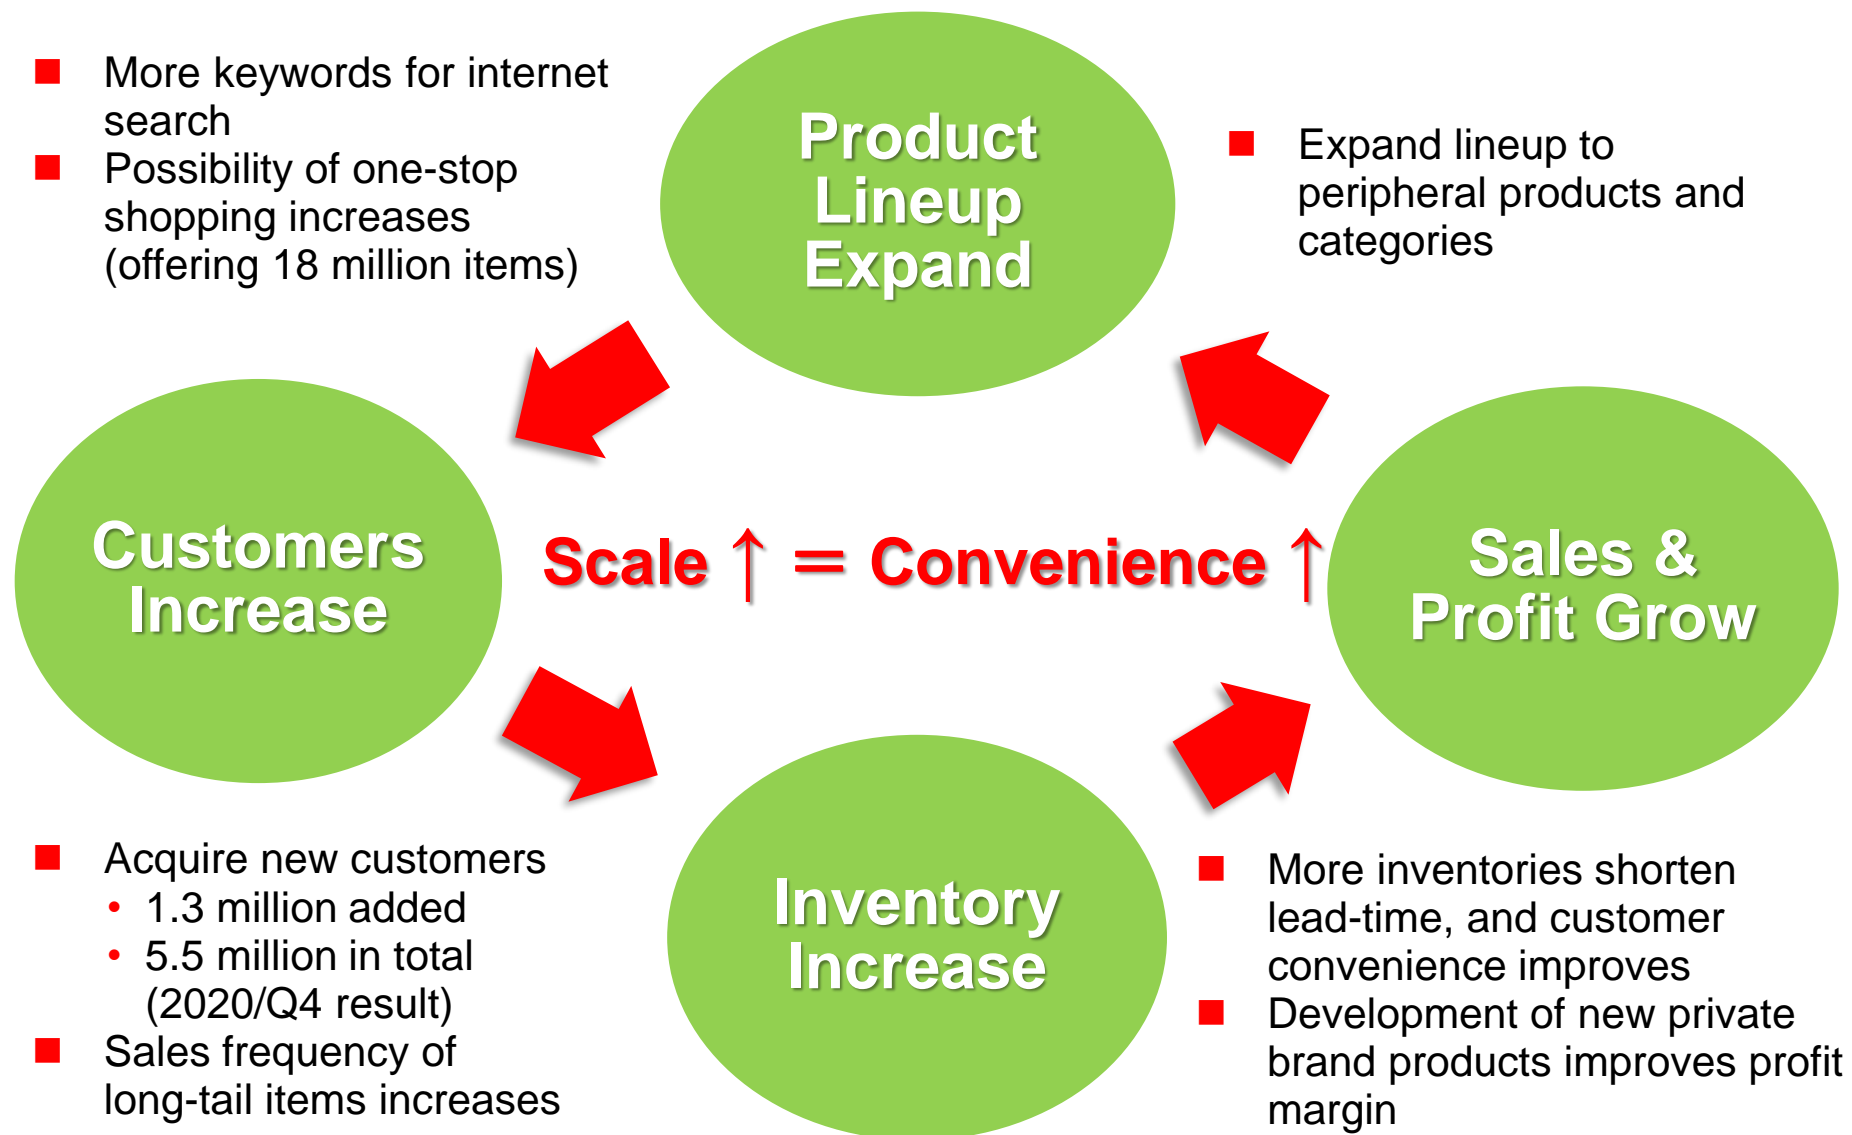 ■ More keywords for internet
search
■ Possibility of one-stop
shopping increases
(offering 18 million items)
Product
Lineup
Expand
■ Expand lineup to
peripheral products and
categories
Customers
Increase
Scale ↑ ＝ Convenience ↑
Sales &
Profit Grow
■ Acquire new customers
• 1.3 million added
• 5.5 million in total
(2020/Q4 result)
■ Sales frequency of
long-tail items increases
Inventory
Increase
■ More inventories shorten
lead-time, and customer
convenience improves
■ Development of new private
brand products improves profit
margin